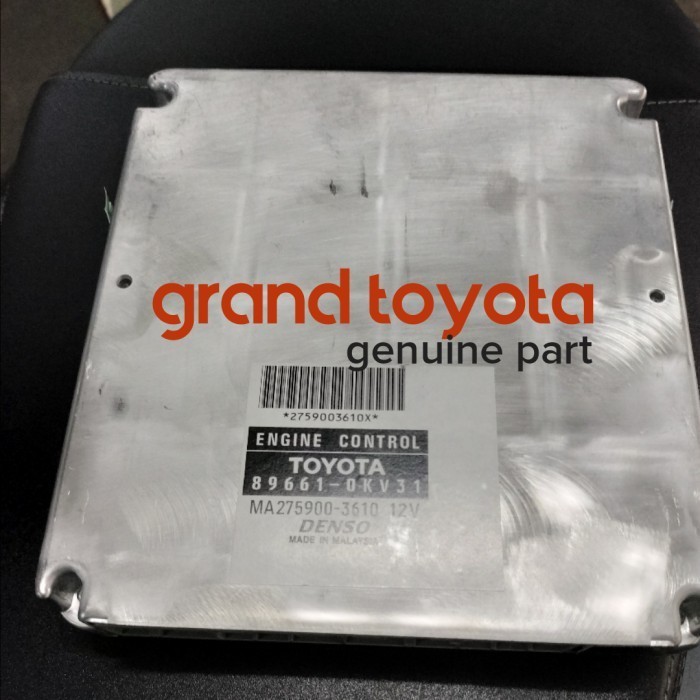 grand toyota
genuine part
*2759003610X*
ENGINE CONTROL
TOYOTA
89661-0KV31
MA275900-3610 12V
DENSO
MADE IN MALAYSIA